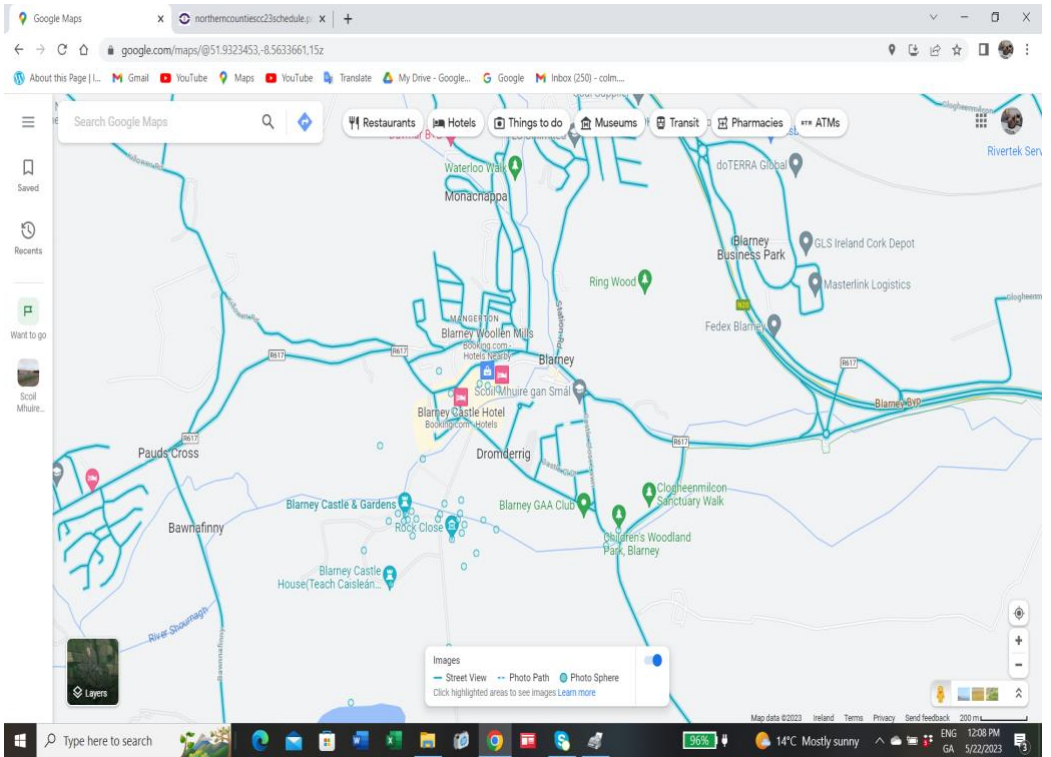 Google Maps
northerncountiescc23schedule.p
google.com/maps/@51.9323453,-8.5633661,15z
About this Page | I...
Gmail
YouTube
Maps
YouTube
Translate
My Drive - Google...
Google
Inbox (250) - colm....
Search Google Maps
Restaurants
Hotels
Things to do
Museums
Transit
Pharmacies
ATMs
Saved
Recents
Want to go
Scoil
Mhuire...
Rivertek Serv
doTERRA Global
Waterloo Walk
Monacnappa
Blarney
Business Park
GLS Ireland Cork Depot
Masterlink Logistics
Ring Wood
N20
Fedex Blarney
Station Rd
MANGERTON
Blarney Woollen Mills
Booking.com -
Hotels Nearby
Blarney
R617
R617
R617
Scoil Mhuire gan Smál
Blarney Castle Hotel
Booking.com · Hotels
Blarney Byp
R617
R617
Pauds Cross
Dromderrig
Clogheenmilcon
Sanctuary Walk
Blarney Castle & Gardens
Blarney GAA Club
Rock Close
Children's Woodland
Park, Blarney
Bawnafinny
Blarney Castle
House(Teach Caisleán...
River Shournagh
Layers
Images
Street View
Photo Path
Photo Sphere
Click highlighted areas to see images Learn more
Map data ©2023
Ireland
Terms
Privacy
Send feedback
200 m
Type here to search
96%
14°C Mostly sunny
ENG
GA
12:08 PM
5/22/2023
3